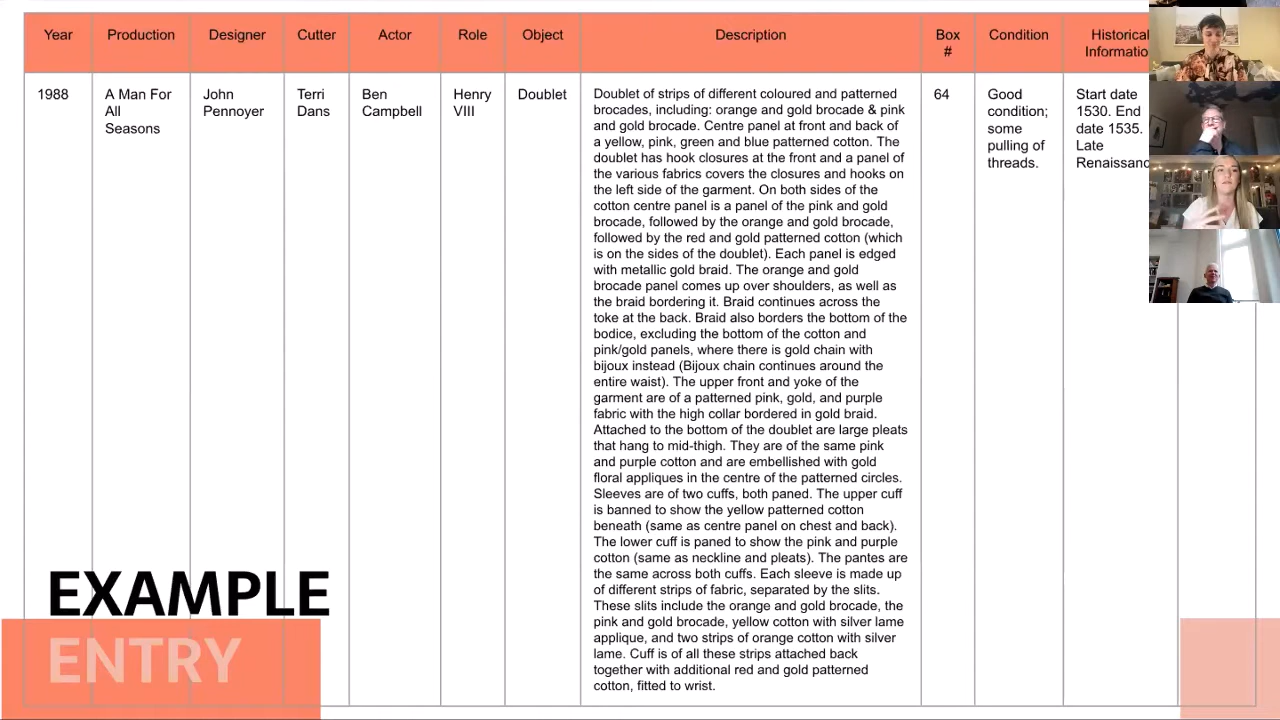 Year Production Designer Cutter Actor Role Object Description Box Condition Historical
#
1988
A Man For
All
Seasons
John
Pennoyer
Terri
Dans
Ben
Campbell
Henry
VIII
Doublet
Doublet of strips of different coloured and patterned
brocades, including: orange and gold brocade & pink
and gold brocade. Centre panel at front and back of
a yellow, pink, green and blue patterned cotton. The
doublet has hook closures at the front and a panel of
the various fabrics covers the closures and hooks on
the left side of the garment. On both sides of the
cotton centre panel is a panel of the pink and gold
brocade, followed by the orange and gold brocade,
followed by the red and gold patterned cotton (which
is on the sides of the doublet). Each panel is edged
with metallic gold braid. The orange and gold
brocade panel comes up over shoulders, as well as
the braid bordering it. Braid continues across the
toke at the back. Braid also borders the bottom of the
bodice, excluding the bottom of the cotton and
pink/gold panels, where there is gold chain with
bijoux instead (Bijoux chain continues around the
entire waist). The upper front and yoke of the
garment are of a patterned pink, gold, and purple
fabric with the high collar bordered in gold braid.
Attached to the bottom of the doublet are large pleats
that hang to mid-thigh. They are of the same pink
and purple cotton and are embellished with gold
floral appliques in the centre of the patterned circles.
Sleeves are of two cuffs, both paned. The upper cuff
is banned to show the yellow patterned cotton
beneath (same as centre panel on chest and back).
The lower cuff is paned to show the pink and purple
cotton (same as neckline and pleats). The pantes are
the same across both cuffs. Each sleeve is made up
of different strips of fabric, separated by the slits.
These slits include the orange and gold brocade, the
pink and gold brocade, yellow cotton with silver lame
applique, and two strips of orange cotton with silver
lame. Cuff is of all these strips attached back
together with additional red and gold patterned
cotton, fitted to wrist.
64
Good
condition;
some
pulling of
threads.
Start date
1530. End
date 1535.
Late
EXAMPLE
ENTRY